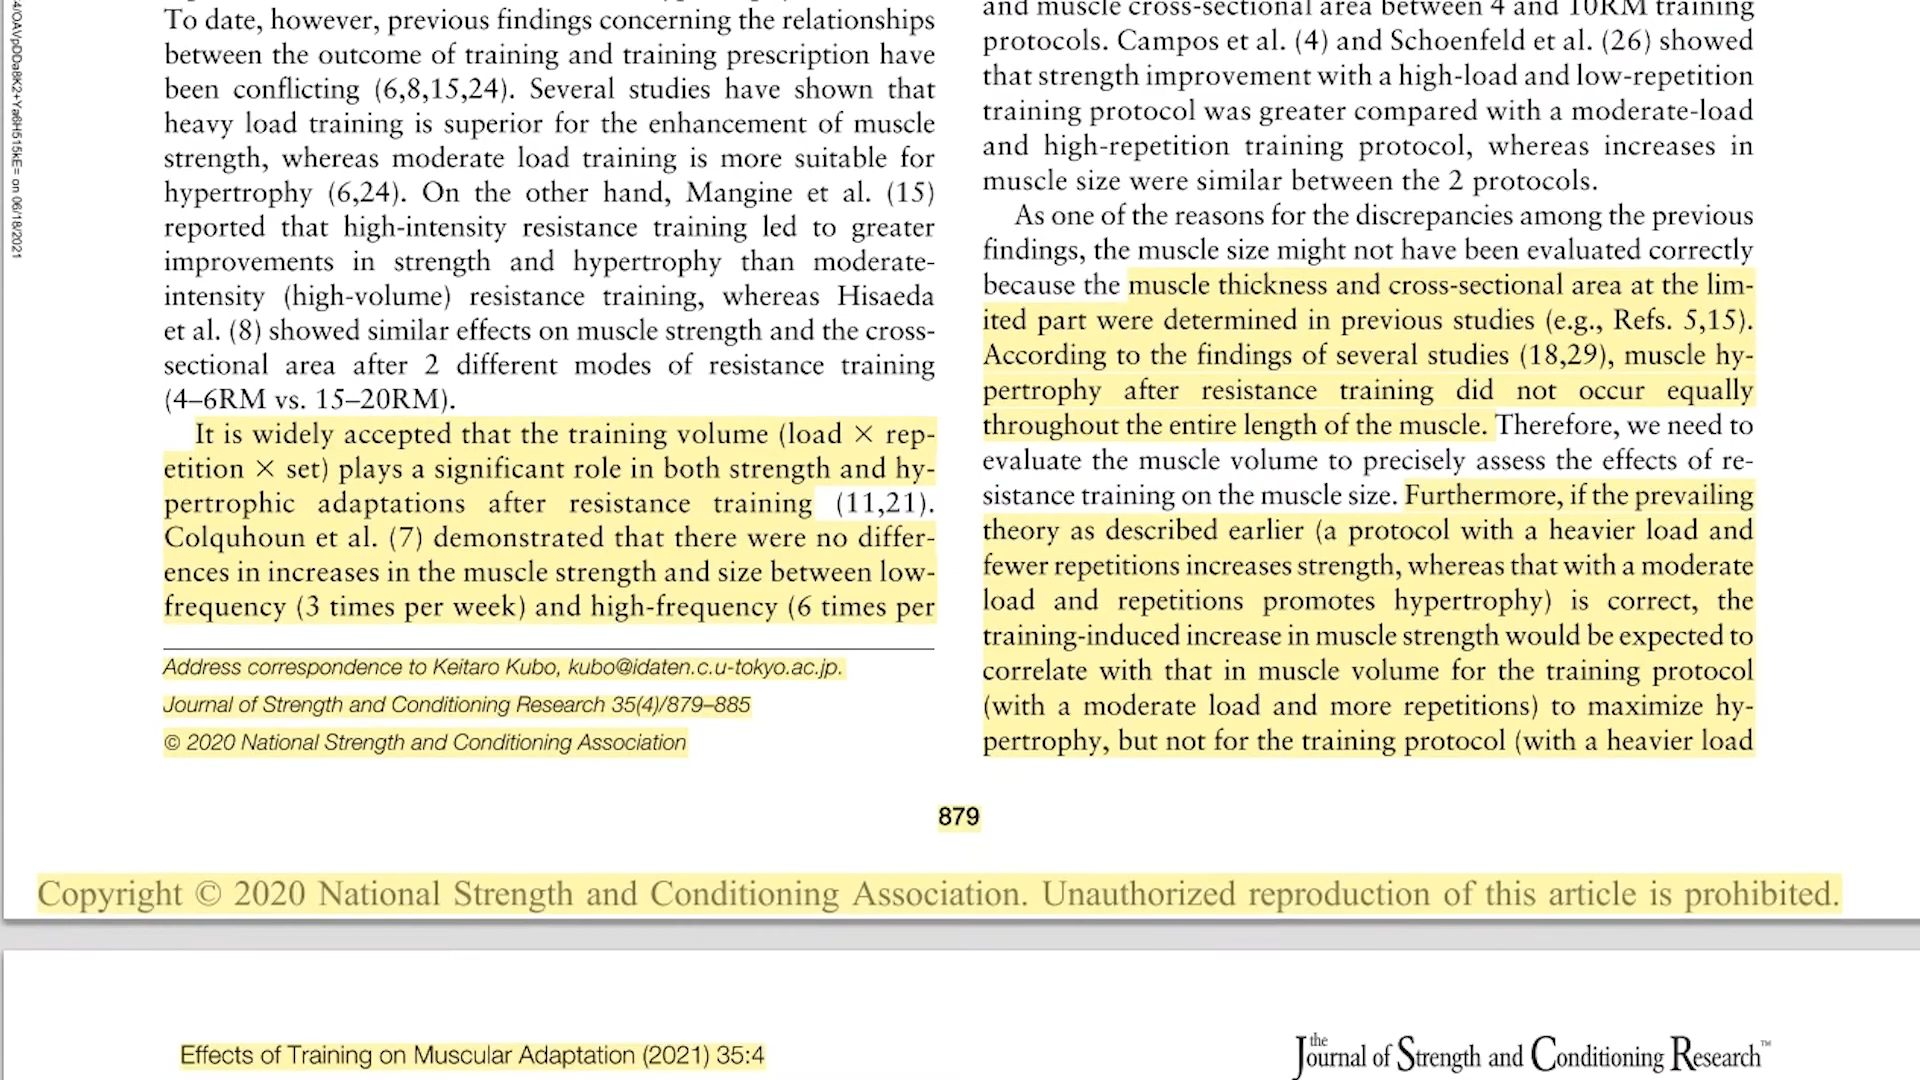 4/OAVpDDa8K2+Ya6H515kE= on 06/18/2021
To date, however, previous findings concerning the relationships
between the outcome of training and training prescription have
been conflicting (6,8,15,24). Several studies have shown that
heavy load training is superior for the enhancement of muscle
strength, whereas moderate load training is more suitable for
hypertrophy (6,24). On the other hand, Mangine et al. (15)
reported that high-intensity resistance training led to greater
improvements in strength and hypertrophy than moderate-
intensity (high-volume) resistance training, whereas Hisaeda
et al. (8) showed similar effects on muscle strength and the cross-
sectional area after 2 different modes of resistance training
(4–6RM vs. 15–20RM).
It is widely accepted that the training volume (load × rep-
etition × set) plays a significant role in both strength and hy-
pertrophic adaptations after resistance training (11,21).
Colquhoun et al. (7) demonstrated that there were no differ-
ences in increases in the muscle strength and size between low-
frequency (3 times per week) and high-frequency (6 times per
Address correspondence to Keitaro Kubo, kubo@idaten.c.u-tokyo.ac.jp.
Journal of Strength and Conditioning Research 35(4)/879–885
© 2020 National Strength and Conditioning Association
and muscle cross-sectional area between 4 and 10RM training
protocols. Campos et al. (4) and Schoenfeld et al. (26) showed
that strength improvement with a high-load and low-repetition
training protocol was greater compared with a moderate-load
and high-repetition training protocol, whereas increases in
muscle size were similar between the 2 protocols.
As one of the reasons for the discrepancies among the previous
findings, the muscle size might not have been evaluated correctly
because the muscle thickness and cross-sectional area at the lim-
ited part were determined in previous studies (e.g., Refs. 5,15).
According to the findings of several studies (18,29), muscle hy-
pertrophy after resistance training did not occur equally
throughout the entire length of the muscle. Therefore, we need to
evaluate the muscle volume to precisely assess the effects of re-
sistance training on the muscle size. Furthermore, if the prevailing
theory as described earlier (a protocol with a heavier load and
fewer repetitions increases strength, whereas that with a moderate
load and repetitions promotes hypertrophy) is correct, the
training-induced increase in muscle strength would be expected to
correlate with that in muscle volume for the training protocol
(with a moderate load and more repetitions) to maximize hy-
pertrophy, but not for the training protocol (with a heavier load
879
Copyright © 2020 National Strength and Conditioning Association. Unauthorized reproduction of this article is prohibited.
Effects of Training on Muscular Adaptation (2021) 35:4
the Journal of Strength and Conditioning Research™